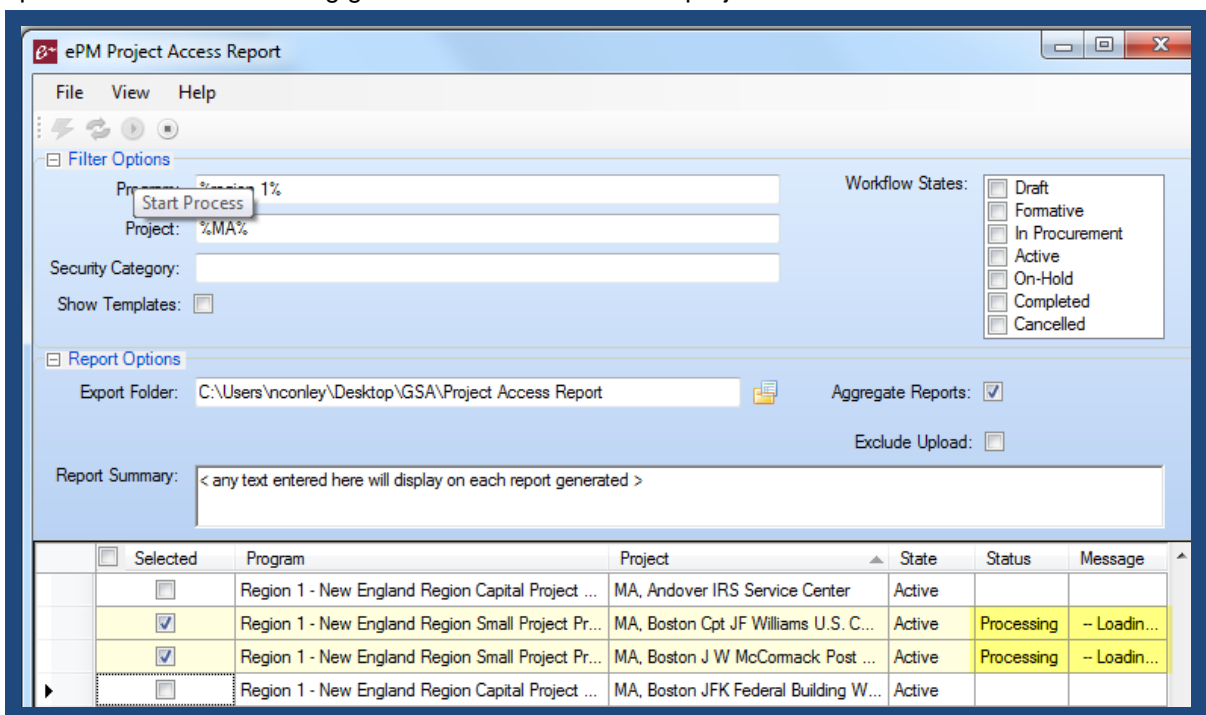 ePM Project Access Report
File View Help
Filter Options
Program: %region 1%
Start Process
Project: %MA%
Security Category:
Show Templates:
Workflow States:
Draft
Formative
In Procurement
Active
On-Hold
Completed
Cancelled
Report Options
Export Folder: C:\Users\nconley\Desktop\GSA\Project Access Report
Aggregate Reports:
Exclude Upload:
Report Summary: < any text entered here will display on each report generated >
Selected Program Project State Status Message
Region 1 - New England Region Capital Project ... MA, Andover IRS Service Center Active
Region 1 - New England Region Small Project Pr... MA, Boston Cpt JF Williams U.S. C... Active Processing -- Loadin...
Region 1 - New England Region Small Project Pr... MA, Boston J W McCormack Post ... Active Processing -- Loadin...
Region 1 - New England Region Capital Project ... MA, Boston JFK Federal Building W... Active